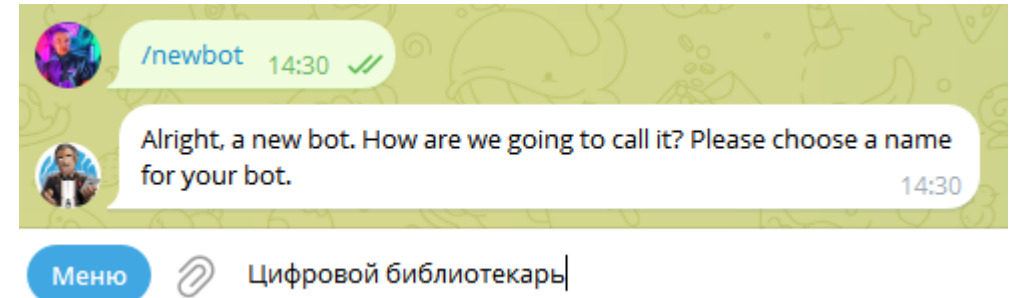 /newbot 14:30
Alright, a new bot. How are we going to call it? Please choose a name
for your bot. 14:30
Меню Цифровой библиотекарь